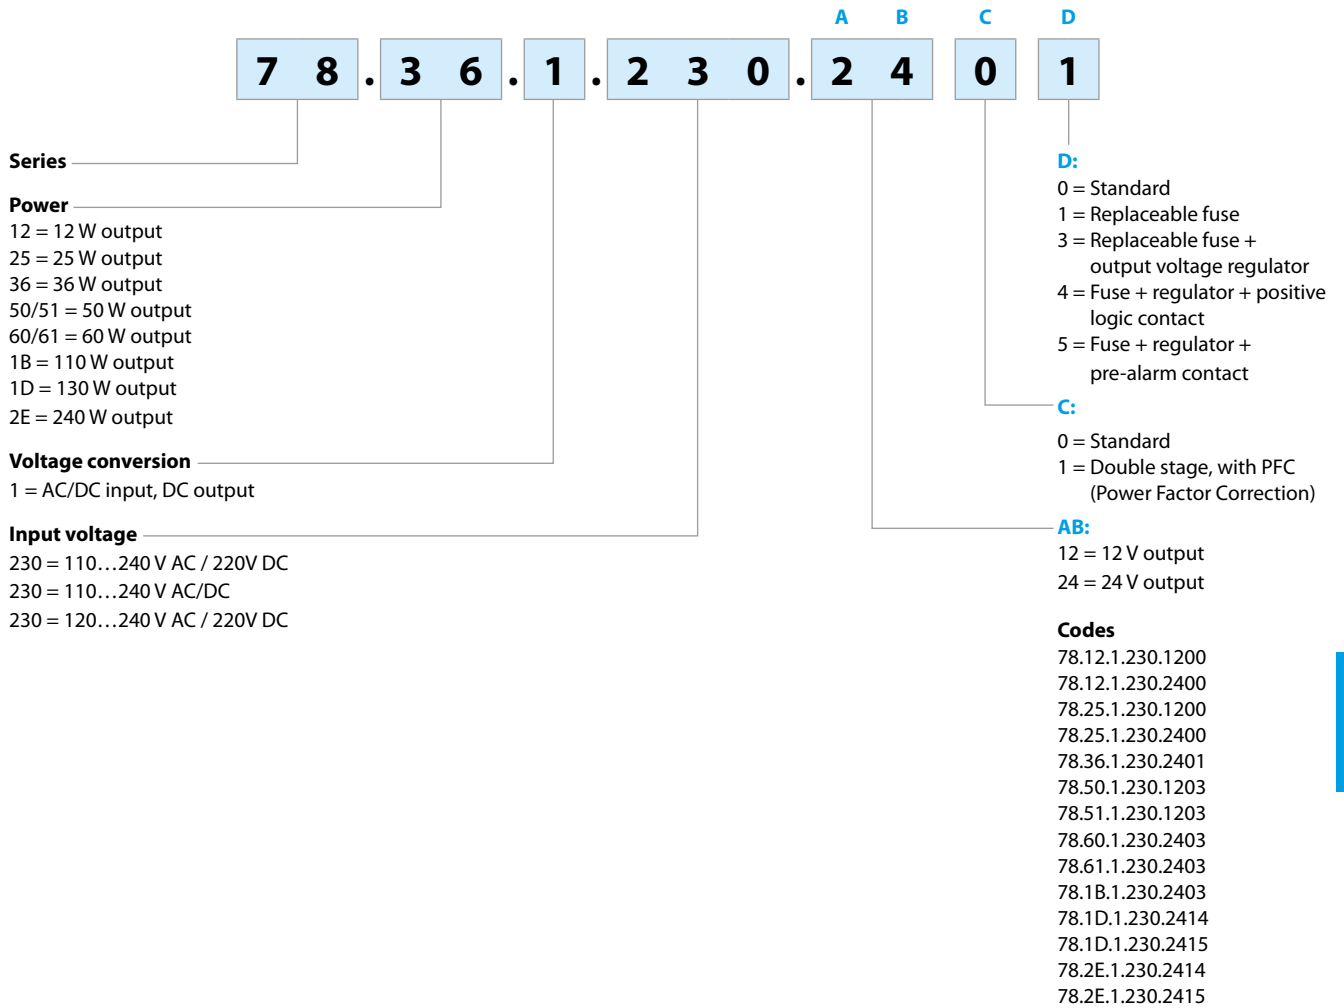 A B C D
7 8 . 3 6 . 1 . 2 3 0 . 2 4 0 1
Series
Power
12 = 12 W output
25 = 25 W output
36 = 36 W output
50/51 = 50 W output
60/61 = 60 W output
1B = 110 W output
1D = 130 W output
2E = 240 W output
Voltage conversion
1 = AC/DC input, DC output
Input voltage
230 = 110…240 V AC / 220V DC
230 = 110…240 V AC/DC
230 = 120…240 V AC / 220V DC
D:
0 = Standard
1 = Replaceable fuse
3 = Replaceable fuse +
output voltage regulator
4 = Fuse + regulator + positive
logic contact
5 = Fuse + regulator +
pre-alarm contact
C:
0 = Standard
1 = Double stage, with PFC
(Power Factor Correction)
AB:
12 = 12 V output
24 = 24 V output
Codes
78.12.1.230.1200
78.12.1.230.2400
78.25.1.230.1200
78.25.1.230.2400
78.36.1.230.2401
78.50.1.230.1203
78.51.1.230.1203
78.60.1.230.2403
78.61.1.230.2403
78.1B.1.230.2403
78.1D.1.230.2414
78.1D.1.230.2415
78.2E.1.230.2414
78.2E.1.230.2415